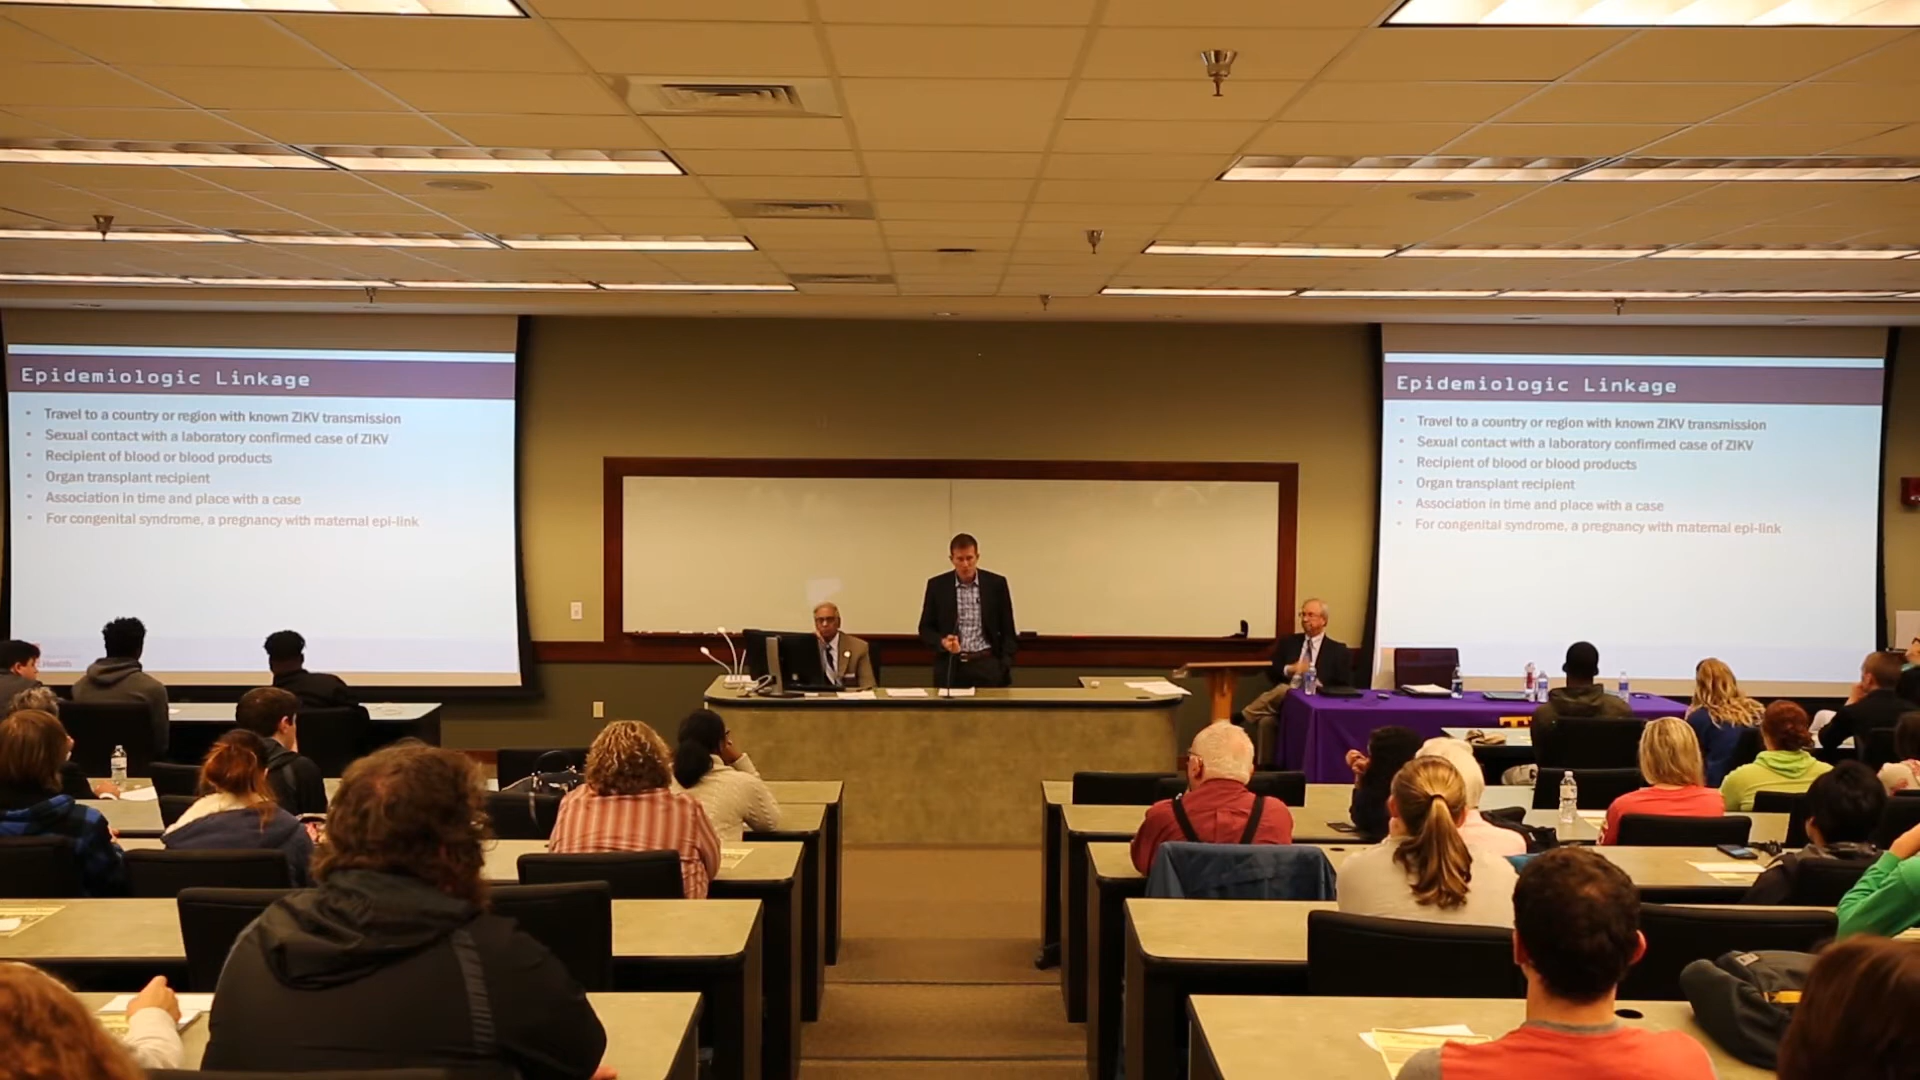 Epidemiologic Linkage
• Travel to a country or region with known ZIKV transmission
• Sexual contact with a laboratory confirmed case of ZIKV
• Recipient of blood or blood products
• Organ transplant recipient
• Association in time and place with a case
• For congenital syndrome, a pregnancy with maternal epi-link
Health
Epidemiologic Linkage
• Travel to a country or region with known ZIKV transmission
• Sexual contact with a laboratory confirmed case of ZIKV
• Recipient of blood or blood products
• Organ transplant recipient
• Association in time and place with a case
• For congenital syndrome, a pregnancy with maternal epi-link